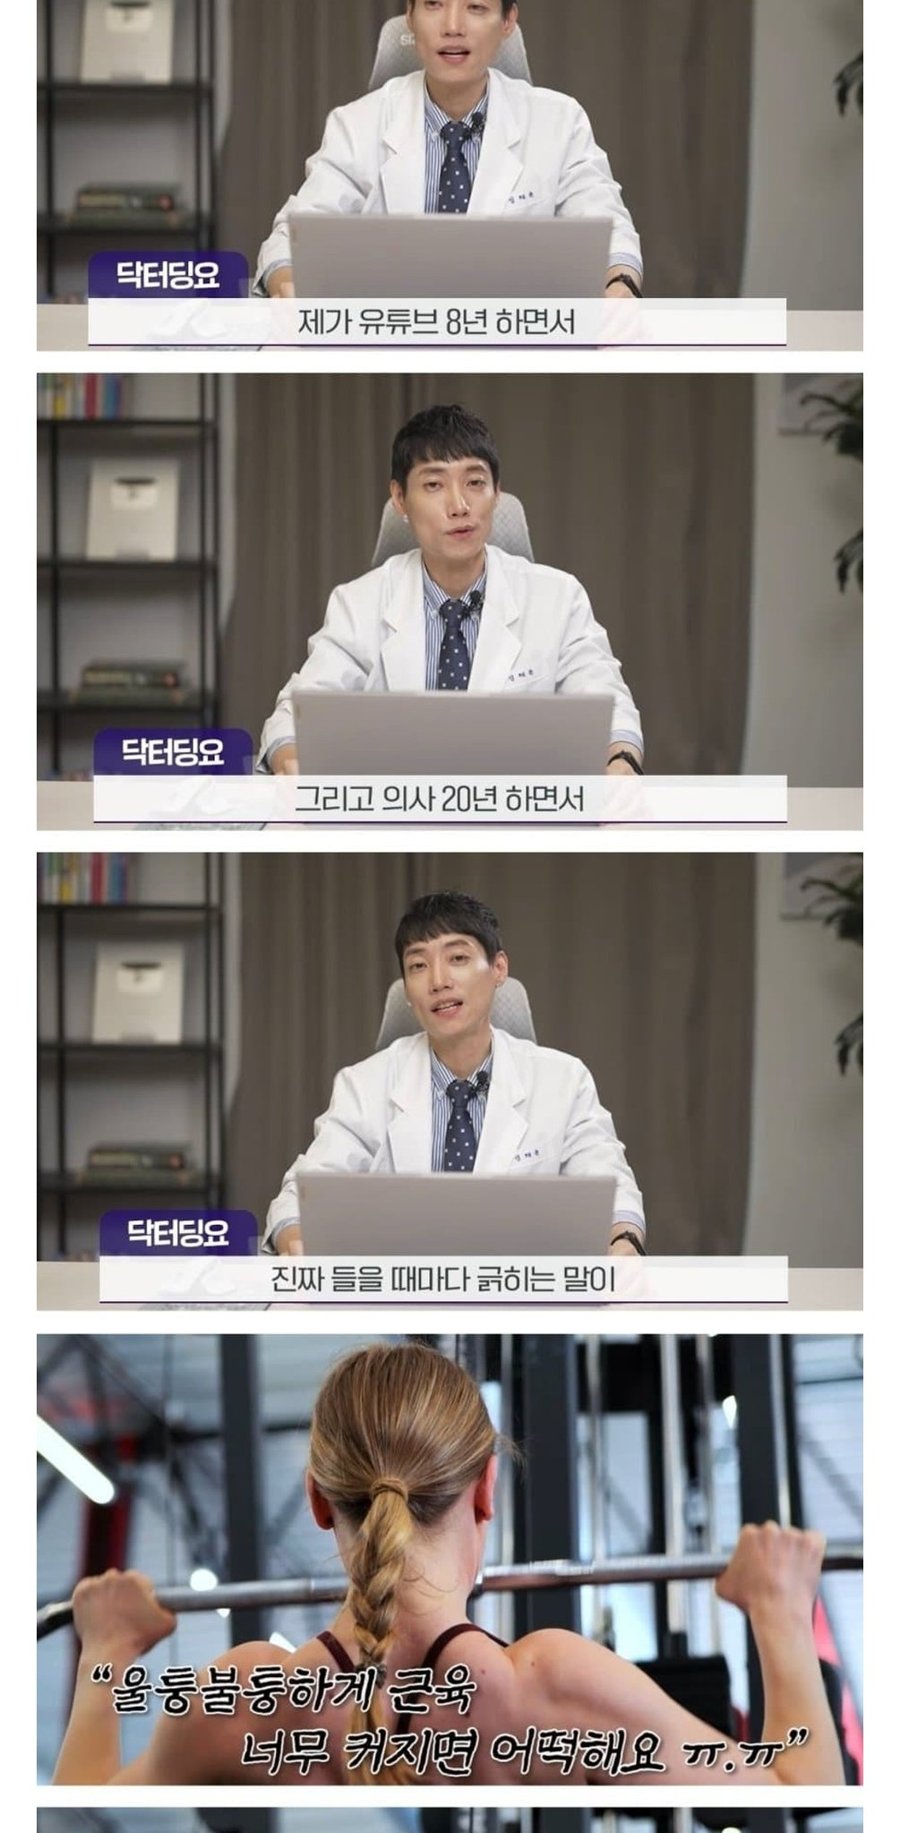 닥터딩요
제가 유튜브 8년 하면서
닥터딩요
그리고 의사 20년 하면서
닥터딩요
진짜 들을 때마다 긁히는 말이
“울퉁불퉁하게 근육
너무 커지면 어떡해요 ㅠ.ㅠ”